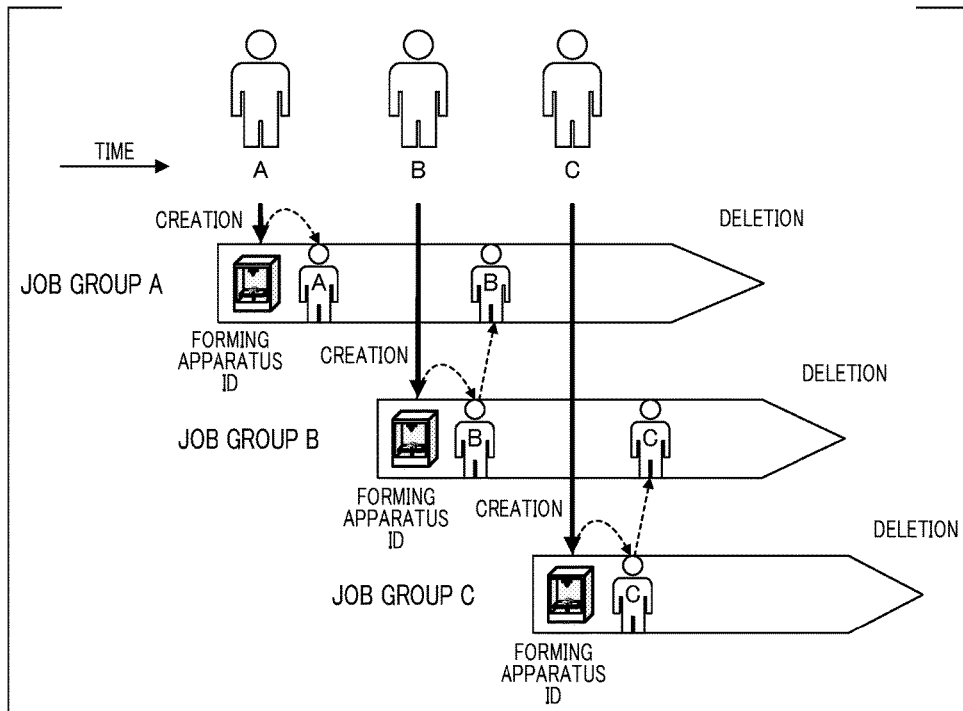 TIME
A
B
C
CREATION
DELETION
JOB GROUP A
A
B
FORMING
APPARATUS
ID
CREATION
DELETION
JOB GROUP B
B
C
FORMING
APPARATUS
ID
CREATION
DELETION
JOB GROUP C
C
FORMING
APPARATUS
ID